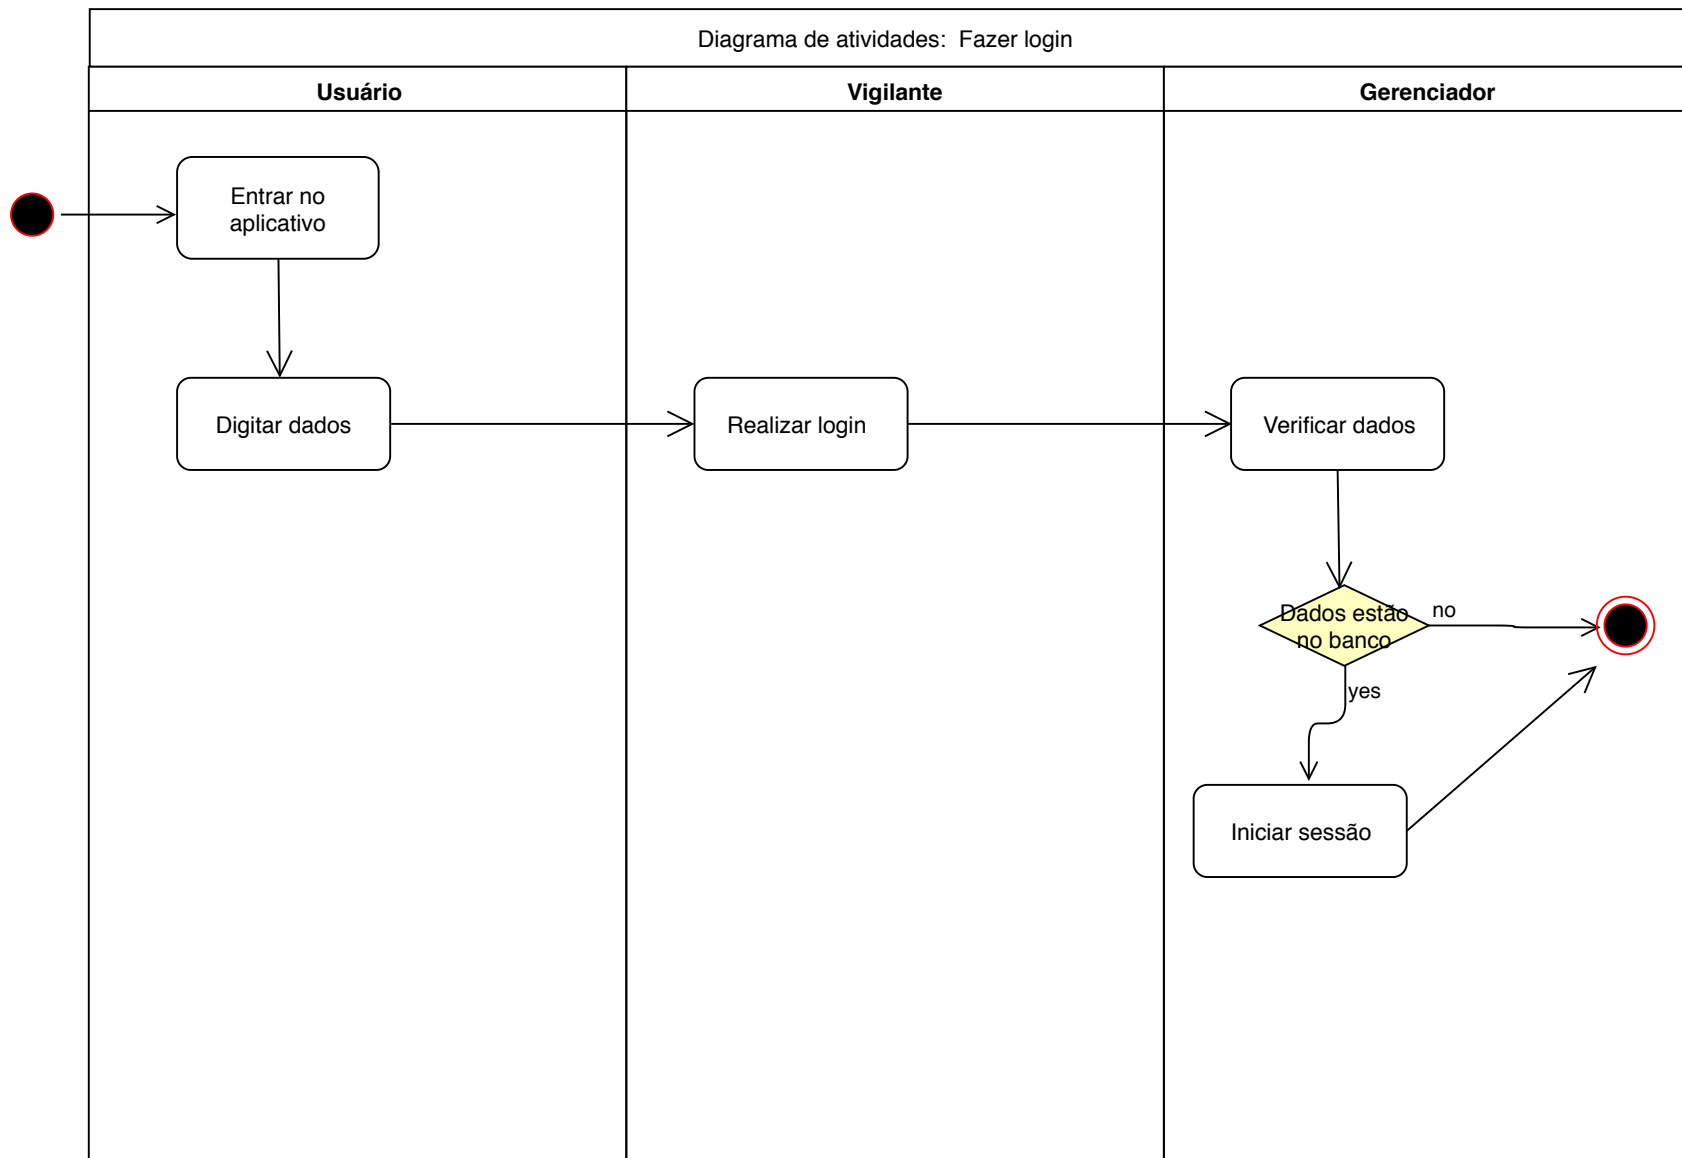 Diagrama de atividades:  Fazer login
Usuário
Vigilante
Gerenciador
Entrar no
aplicativo
Digitar dados
Realizar login
Verificar dados
Dados estão
no banco
no
yes
Iniciar sessão